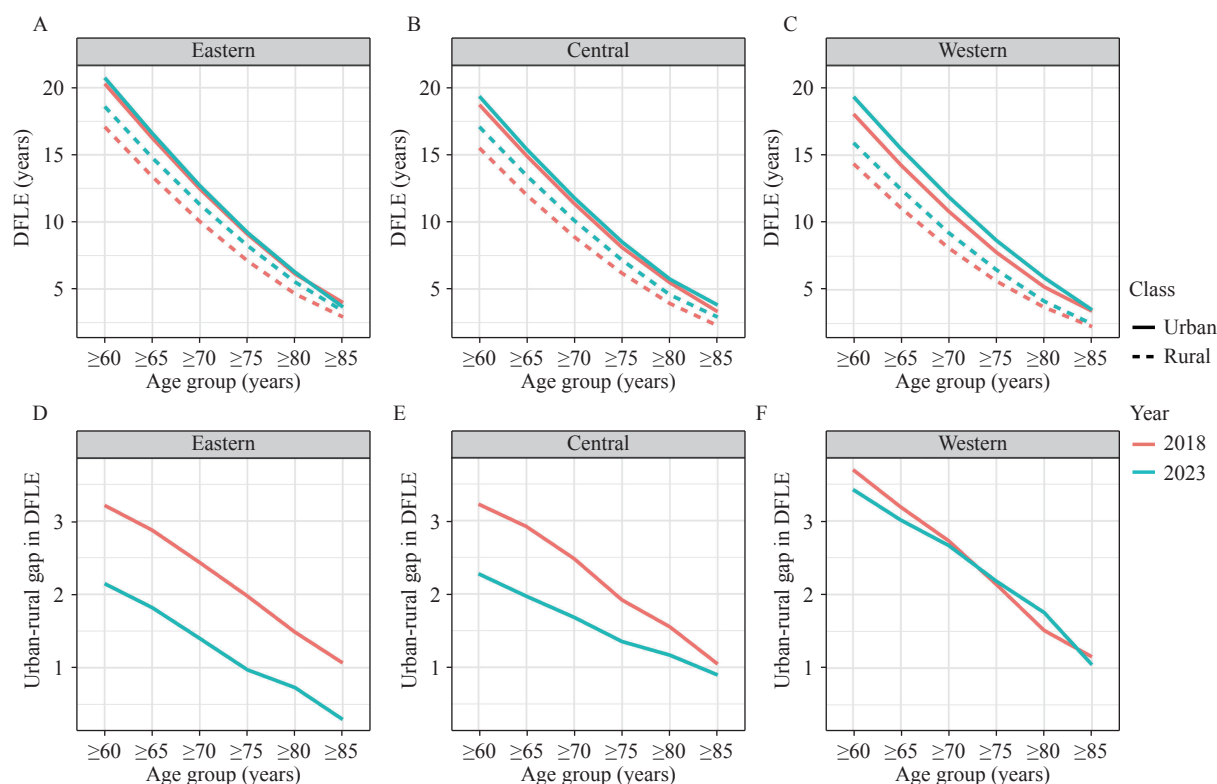 A
Eastern
DFLE (years)
20
15
10
5
≥60 ≥65 ≥70 ≥75 ≥80 ≥85
Age group (years)
B
Central
DFLE (years)
20
15
10
5
≥60 ≥65 ≥70 ≥75 ≥80 ≥85
Age group (years)
C
Western
DFLE (years)
20
15
10
5
≥60 ≥65 ≥70 ≥75 ≥80 ≥85
Age group (years)
Class
Urban
Rural
Year
2018
2023
D
Eastern
Urban-rural gap in DFLE
3
2
1
≥60 ≥65 ≥70 ≥75 ≥80 ≥85
Age group (years)
E
Central
Urban-rural gap in DFLE
3
2
1
≥60 ≥65 ≥70 ≥75 ≥80 ≥85
Age group (years)
F
Western
Urban-rural gap in DFLE
3
2
1
≥60 ≥65 ≥70 ≥75 ≥80 ≥85
Age group (years)